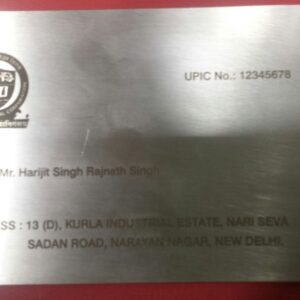 UPIC No.: 12345678
Mr. Harijit Singh Rajnath Singh
SS : 13 (D), KURLA INDUSTRIAL ESTATE, NARI SEVA
SADAN ROAD, NARAYAN NAGAR, NEW DELHI.